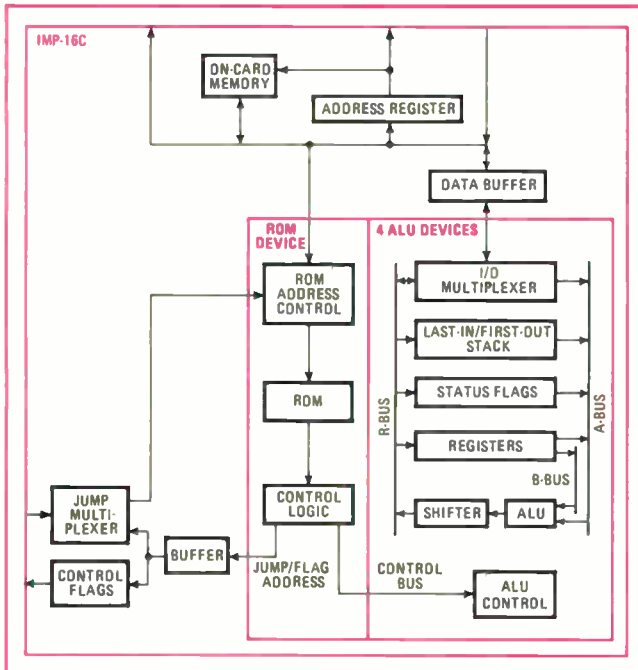 IMP-16C
ON-CARD
MEMORY
ADDRESS REGISTER
DATA BUFFER
ROM
DEVICE
4 ALU DEVICES
ROM
ADDRESS
CONTROL
I/O
MULTIPLEXER
LAST-IN/FIRST-OUT
STACK
ROM
STATUS FLAGS
R-BUS
A-BUS
REGISTERS
B-BUS
CONTROL
LOGIC
SHIFTER
ALU
JUMP
MULTI-
PLEXER
BUFFER
JUMP/FLAG
ADDRESS
CONTROL
BUS
CONTROL
FLAGS
ALU
CONTROL